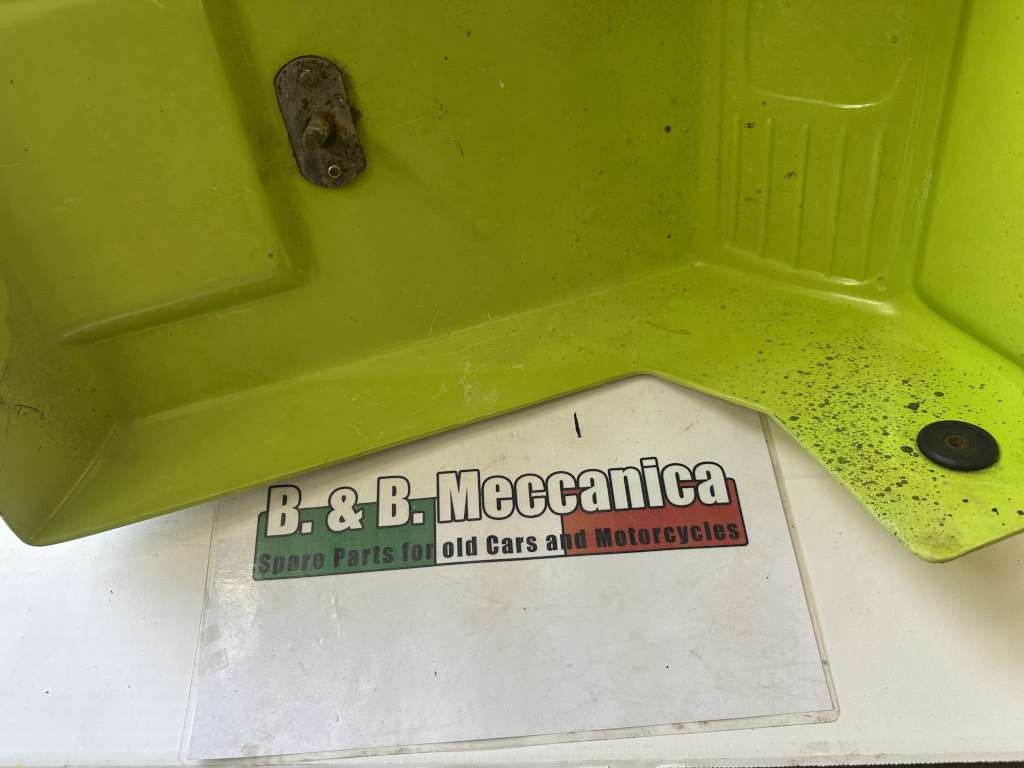 B. & B. Meccanica
Spare Parts for old Cars and Motorcycles